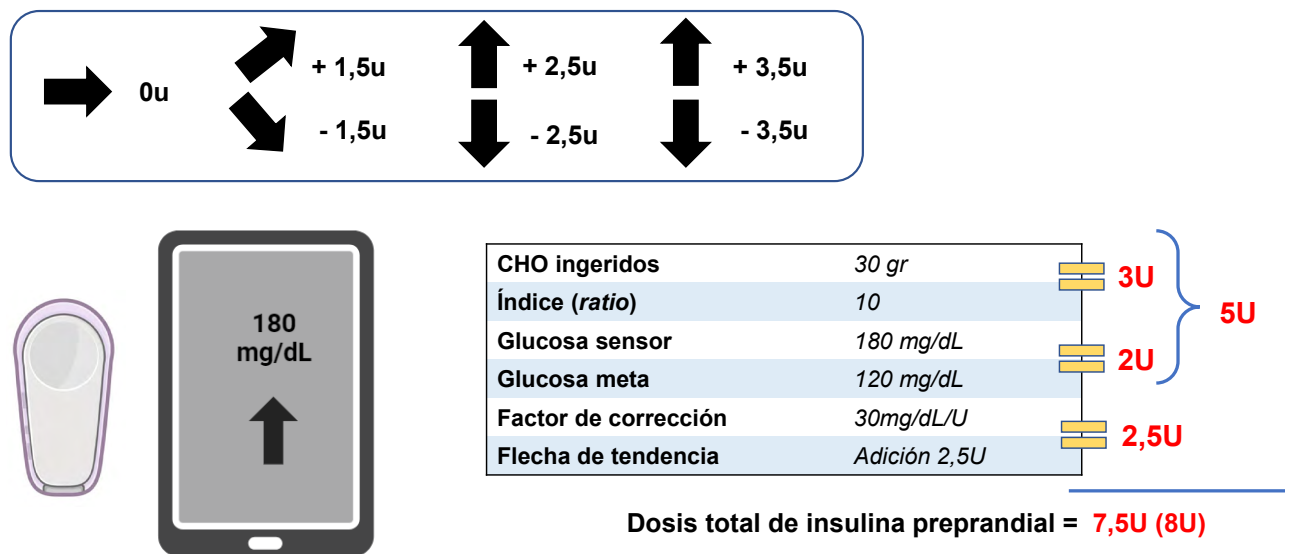 0u
+ 1,5u
- 1,5u
+ 2,5u
- 2,5u
+ 3,5u
- 3,5u
180
mg/dL
CHO ingeridos 30 gr
Índice (ratio) 10
Glucosa sensor 180 mg/dL
Glucosa meta 120 mg/dL
Factor de corrección 30mg/dL/U
Flecha de tendencia Adición 2,5U
3U
2U
5U
2,5U
Dosis total de insulina preprandial = 7,5U (8U)